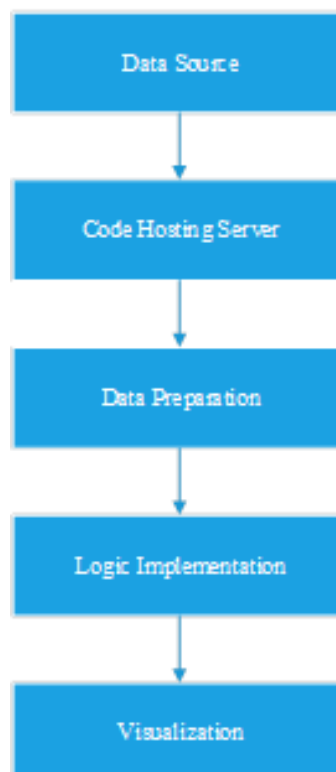 Data Source
Code Hosting Server
Data Preparation
Logic Implementation
Visualization